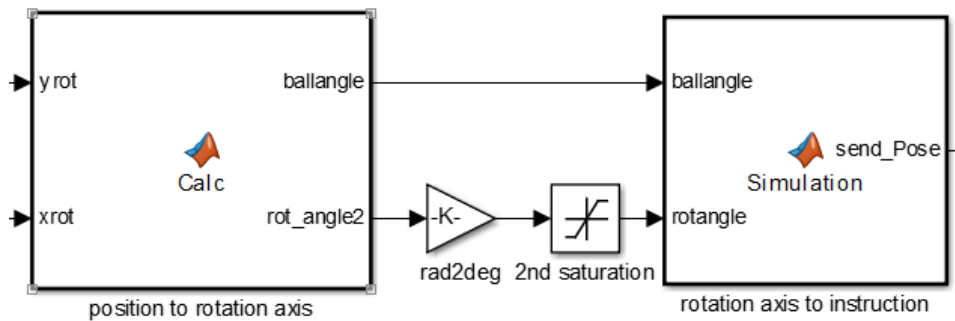 yrot
ballangle
ballangle
Calc
Simulation
send_Pose
xrot
rot_angle2
-K-
rotangle
rad2deg
2nd saturation
position to rotation axis
rotation axis to instruction